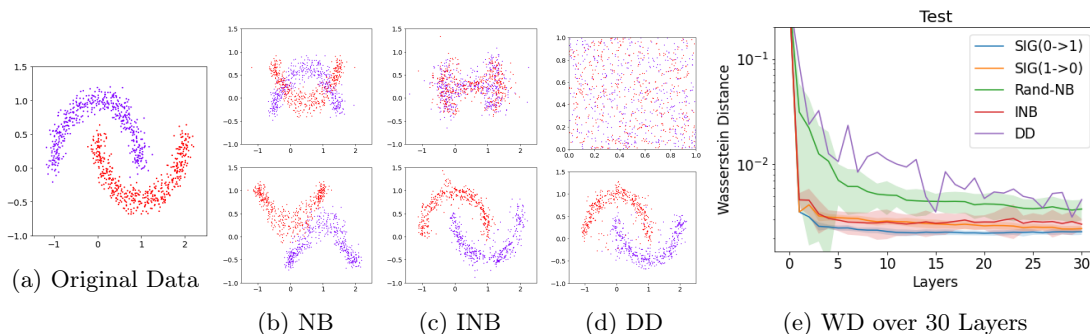 Test
SIG(0->1)
SIG(1->0)
Rand-NB
INB
DD
Wasserstein Distance
10⁻¹
10⁻²
0 5 10 15 20 25 30
Layers
1.5
1.0
0.5
0.0
−0.5
−1.0
−1 0 1 2
(a) Original Data
1.5
1.0
0.5
0.0
−0.5
−1.0
−1 0 1 2
1.5
1.0
0.5
0.0
−0.5
−1.0
−1 0 1 2
(b) NB
1.5
1.0
0.5
0.0
−0.5
−1.0
−1 0 1 2
1.5
1.0
0.5
0.0
−0.5
−1.0
−1 0 1 2
(c) INB
1.0
0.8
0.6
0.4
0.2
0.0
0.0 0.2 0.4 0.6 0.8 1.0
1.5
1.0
0.5
0.0
−0.5
−1.0
−1 0 1 2
(d) DD
(e) WD over 30 Layers